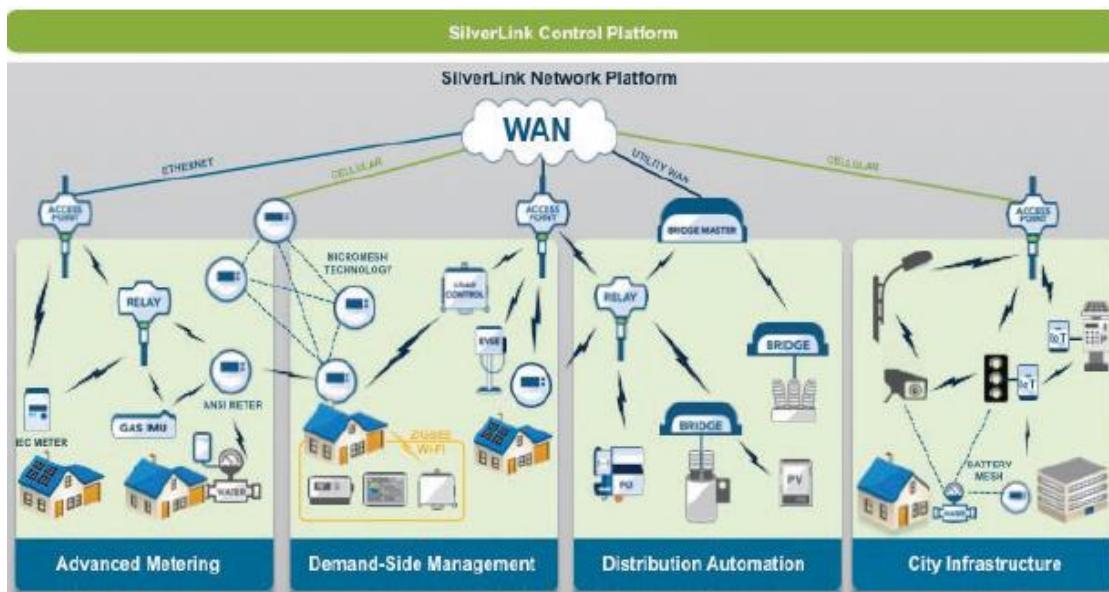 SilverLink Control Platform
SilverLink Network Platform
WAN
ETHERNET
CELLULAR
UTILITY WAN
CELLULAR
ACCESS
POINT
ACCESS
POINT
BRIDGE MASTER
ACCESS
POINT
MICROMESH
TECHNOLOGY
LOAD
CONTROL
RELAY
RELAY
EVSE
BRIDGE
IoT
P
IoT
ANSI METER
GAS IMU
IEC METER
WATER
ZIGBEE
Wi-Fi
BRIDGE
PV
BATTERY
MESH
WATER
Advanced Metering
Demand-Side Management
Distribution Automation
City Infrastructure